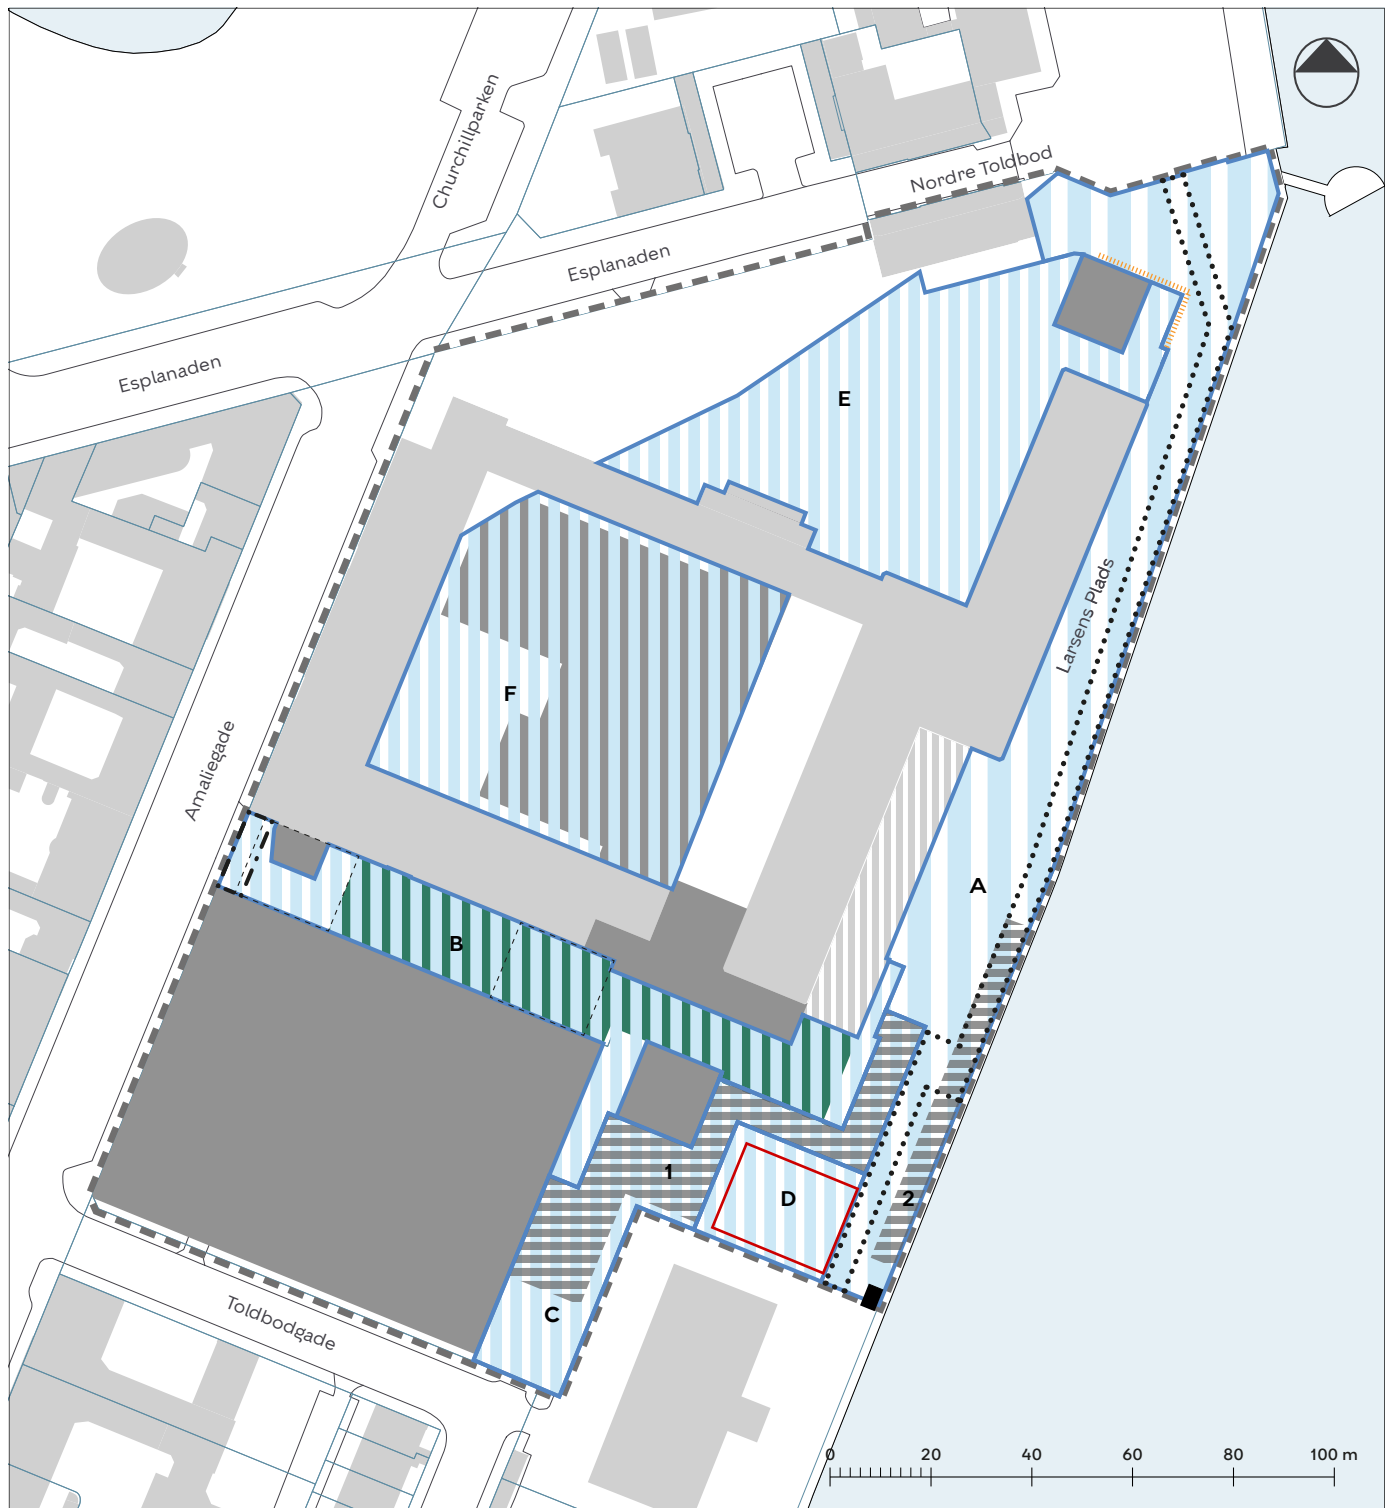 Churchillparken
Nordre Toldbod
Esplanaden
Esplanaden
E
Larsens Plads
F
Amaliegade
A
B
1
D
2
C
Toldbodgade
0 20 40 60 80 100 m